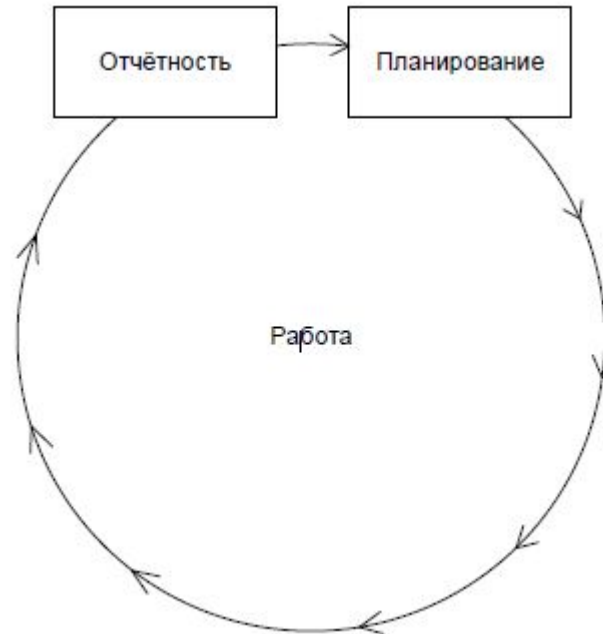 Отчётность
Планирование
Работа